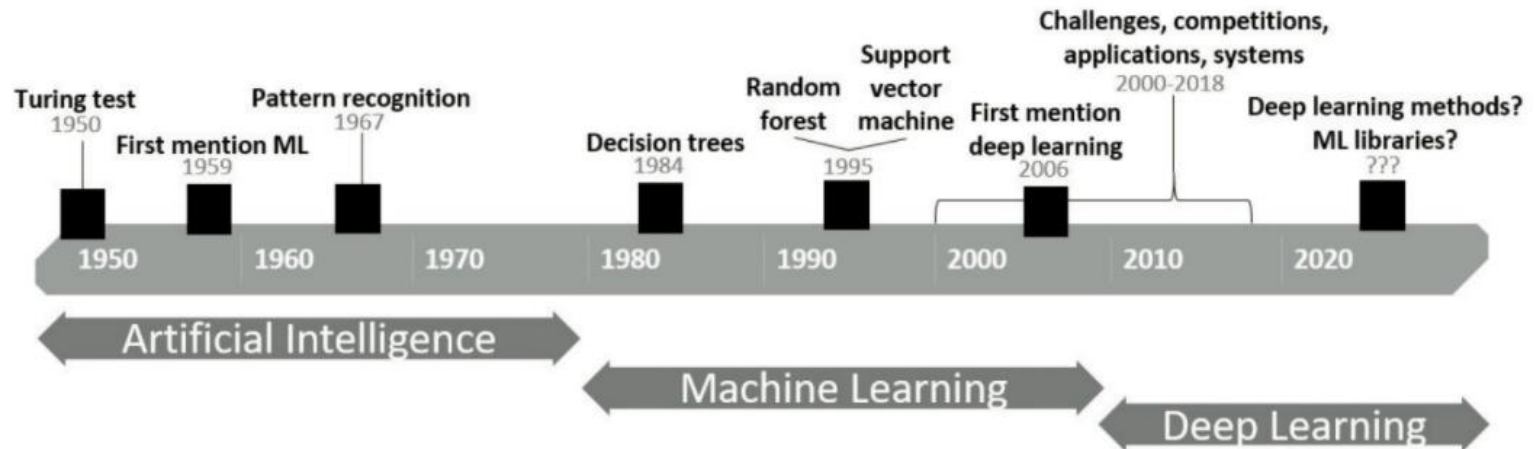 Turing test
1950
First mention ML
1959
Pattern recognition
1967
Decision trees
1984
Random
forest
Support
vector
machine
1995
First mention
deep learning
2006
Challenges, competitions,
applications, systems
2000-2018
Deep learning methods?
ML libraries?
???
1950 1960 1970 1980 1990 2000 2010 2020
Artificial Intelligence
Machine Learning
Deep Learning